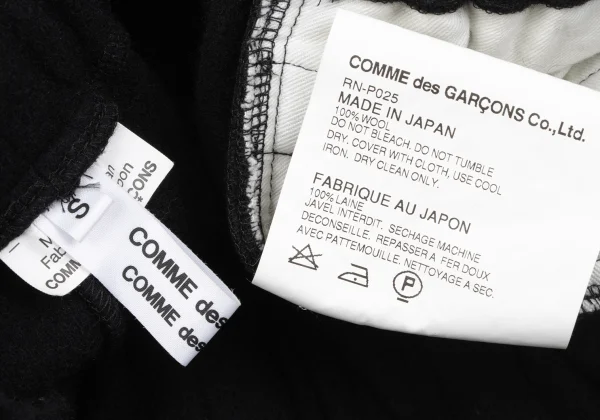 COMME des GARÇONS Co.,Ltd.
RN-P025
MADE IN JAPAN
100% WOOL
DO NOT BLEACH. DO NOT TUMBLE
DRY. COVER WITH CLOTH, USE COOL
IRON. DRY CLEAN ONLY.
FABRIQUE AU JAPON
100% LAINE
JAVEL INTERDIT. SECHAGE MACHINE
DECONSEILLE. REPASSER A FER DOUX
AVEC PATTEMOUILLE. NETTOYAGE A SEC.
P
S
COMME des
COMME des
Fab
COMM